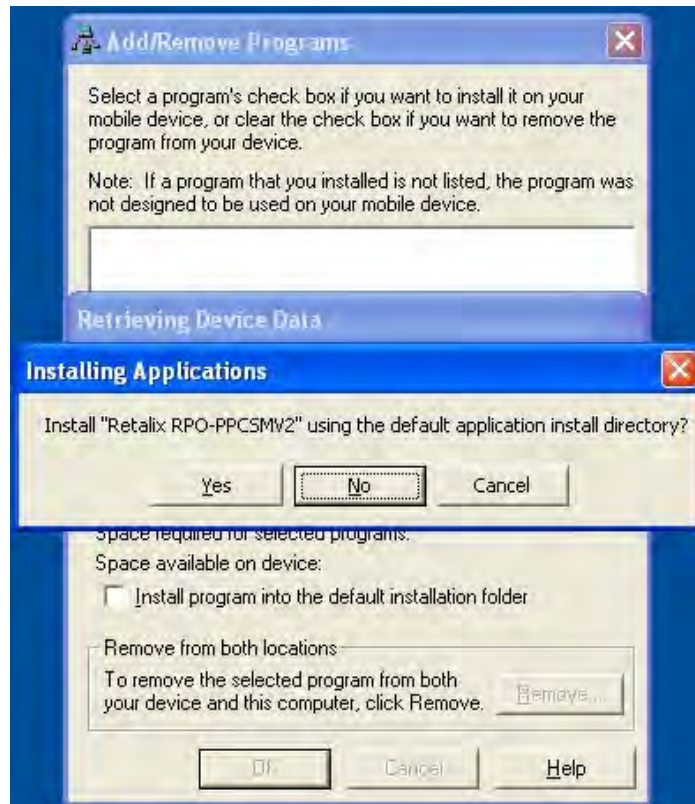 Add/Remove Programs
Select a program's check box if you want to install it on your
mobile device, or clear the check box if you want to remove the
program from your device.
Note: If a program that you installed is not listed, the program was
not designed to be used on your mobile device.
Retrieving Device Data
Installing Applications
Install "Retalix RPO-PPCSMV2" using the default application install directory?
Yes
No
Cancel
Space required for selected programs:
Space available on device:
Install program into the default installation folder
Remove from both locations
To remove the selected program from both
your device and this computer, click Remove.
Remove...
OK
Cancel
Help